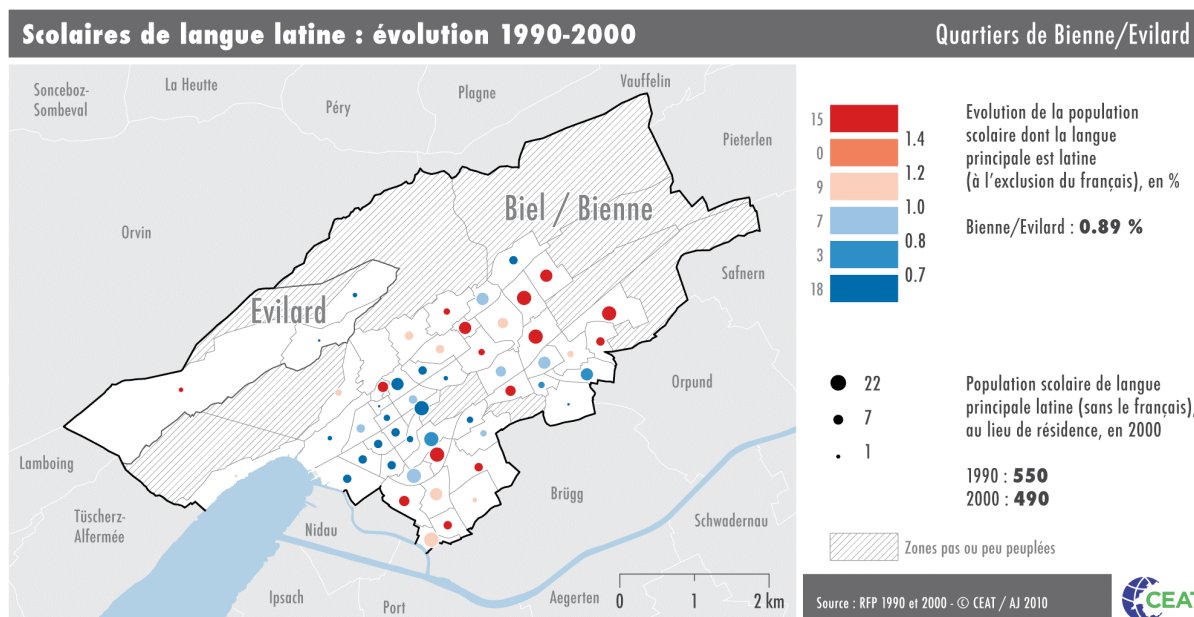 Scolaires de langue latine : évolution 1990-2000
Quartiers de Bienne/Evilard
Sonceboz-
Sombeval
La Heutte
Péry
Plagne
Vauffelin
Pieterlen
Orvin
Biel / Bienne
Safnern
Evilard
Orpund
Lamboing
Tüscherz-
Alfermée
Nidau
Brügg
Schwadernau
Ipsach
Port
Aegerten
0 1 2 km
15
1.4
0
1.2
9
1.0
7
0.8
3
0.7
18
Evolution de la population
scolaire dont la langue
principale est latine
(à l'exclusion du français), en %
Bienne/Evilard : 0.89 %
22
7
1
Population scolaire de langue
principale latine (sans le français),
au lieu de résidence, en 2000
1990 : 550
2000 : 490
Zones pas ou peu peuplées
Source : RFP 1990 et 2000 - © CEAT / AJ 2010
CEAT